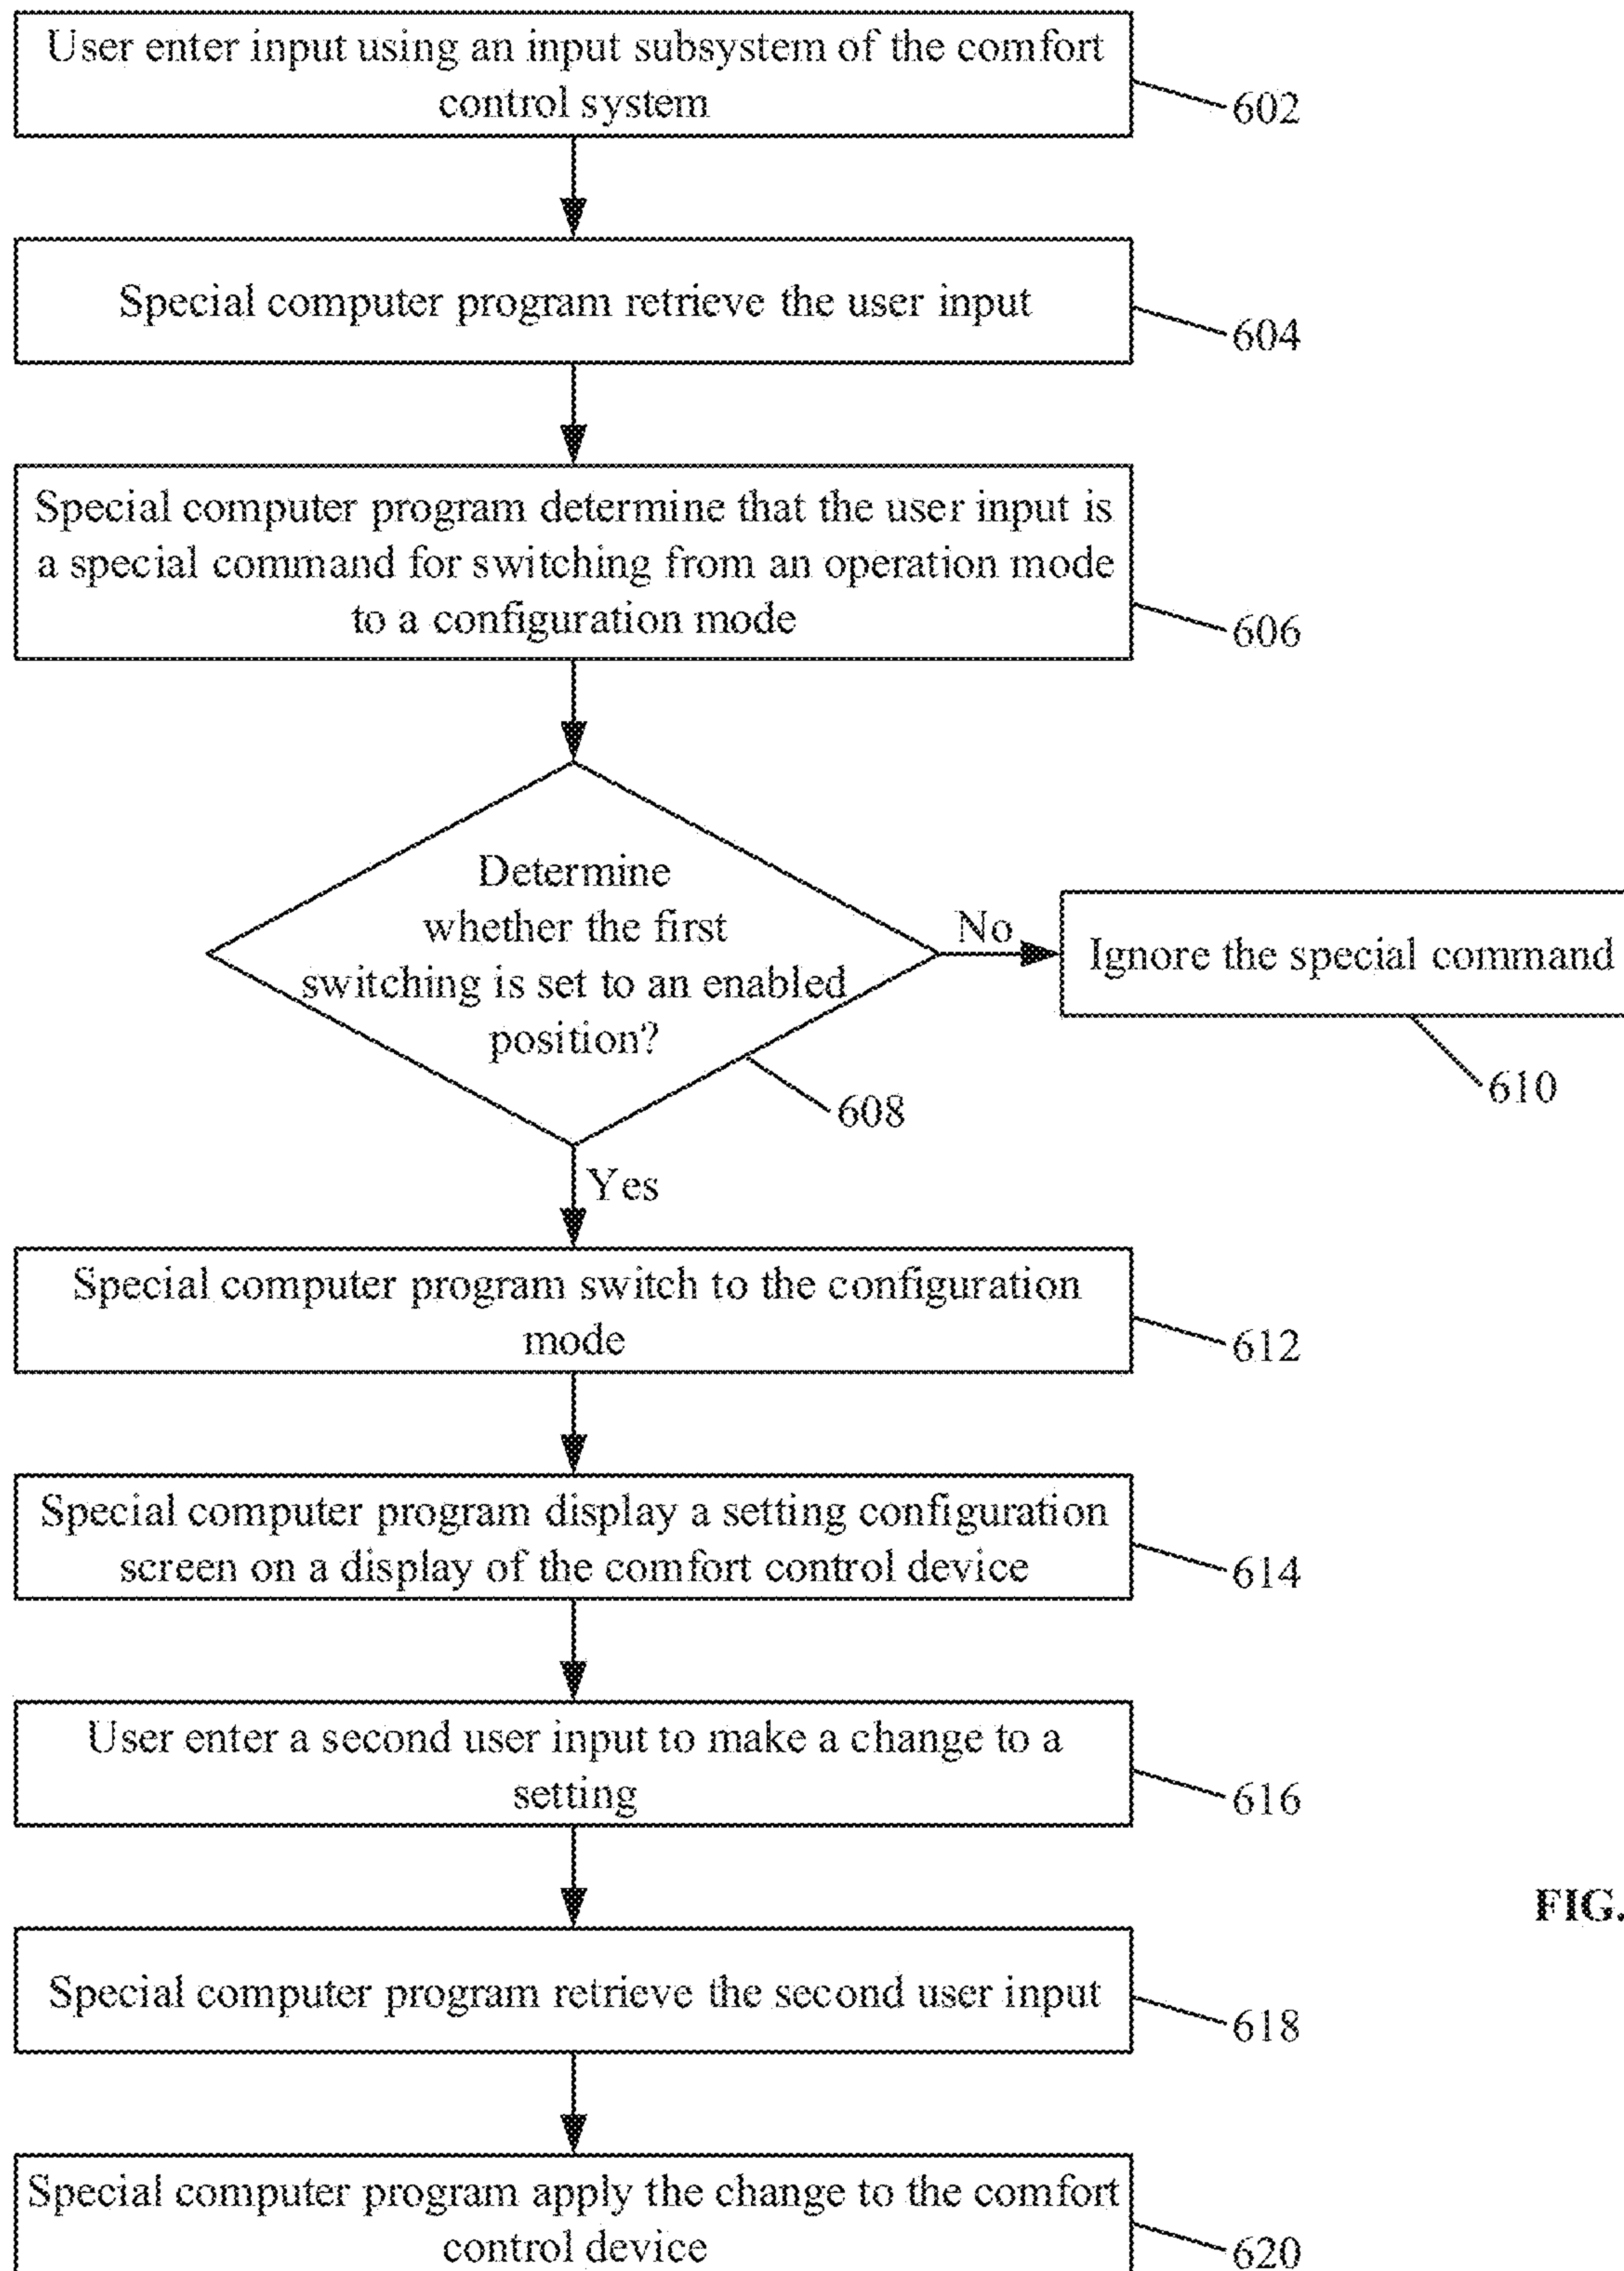 User enter input using an input subsystem of the comfort
control system
602
Special computer program retrieve the user input
604
Special computer program determine that the user input is
a special command for switching from an operation mode
to a configuration mode
606
Determine
whether the first
switching is set to an enabled
position?
608
No
Ignore the special command
610
Yes
Special computer program switch to the configuration
mode
612
Special computer program display a setting configuration
screen on a display of the comfort control device
614
User enter a second user input to make a change to a
setting
616
FIG.
Special computer program retrieve the second user input
618
Special computer program apply the change to the comfort
control device
620